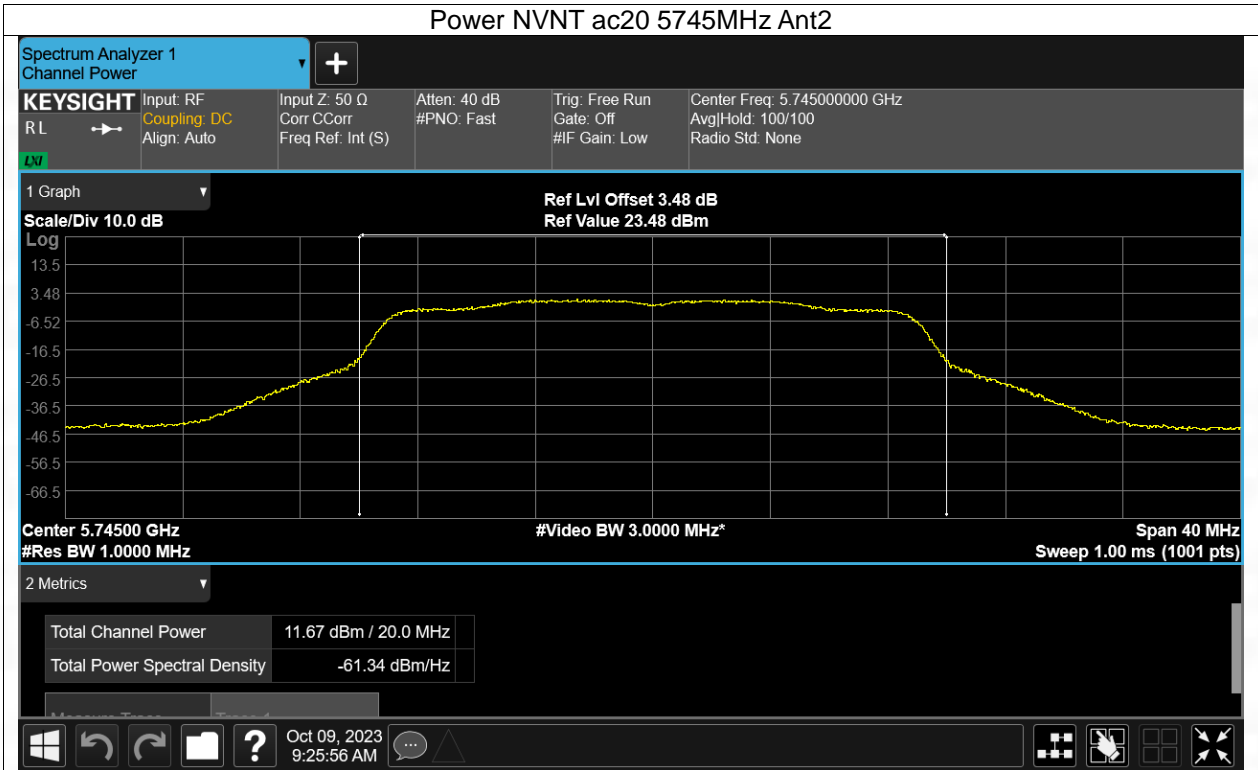 Power NVNT ac20 5745MHz Ant2
Spectrum Analyzer 1
Channel Power
KEYSIGHT
R L
LXI
Input: RF
Coupling: DC
Align: Auto
Input Z: 50 Ω
Corr CCorr
Freq Ref: Int (S)
Atten: 40 dB
#PNO: Fast
Trig: Free Run
Gate: Off
#IF Gain: Low
Center Freq: 5.745000000 GHz
Avg|Hold: 100/100
Radio Std: None
1 Graph
Scale/Div 10.0 dB
Ref Lvl Offset 3.48 dB
Ref Value 23.48 dBm
Log
13.5
3.48
-6.52
-16.5
-26.5
-36.5
-46.5
-56.5
-66.5
Center 5.74500 GHz
#Res BW 1.0000 MHz
#Video BW 3.0000 MHz*
Span 40 MHz
Sweep 1.00 ms (1001 pts)
2 Metrics
Total Channel Power 11.67 dBm / 20.0 MHz
Total Power Spectral Density -61.34 dBm/Hz
?
Oct 09, 2023
9:25:56 AM